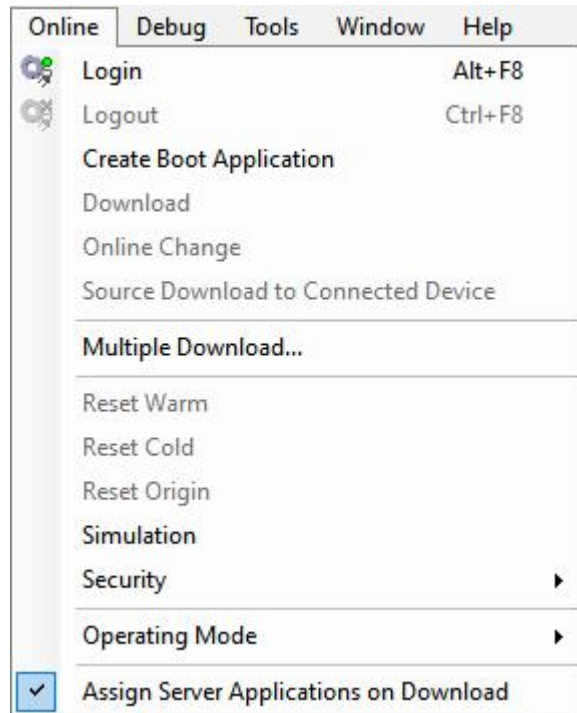 Online Debug Tools Window Help
Login Alt+F8
Logout Ctrl+F8
Create Boot Application
Download
Online Change
Source Download to Connected Device
Multiple Download...
Reset Warm
Reset Cold
Reset Origin
Simulation
Security
Operating Mode
Assign Server Applications on Download